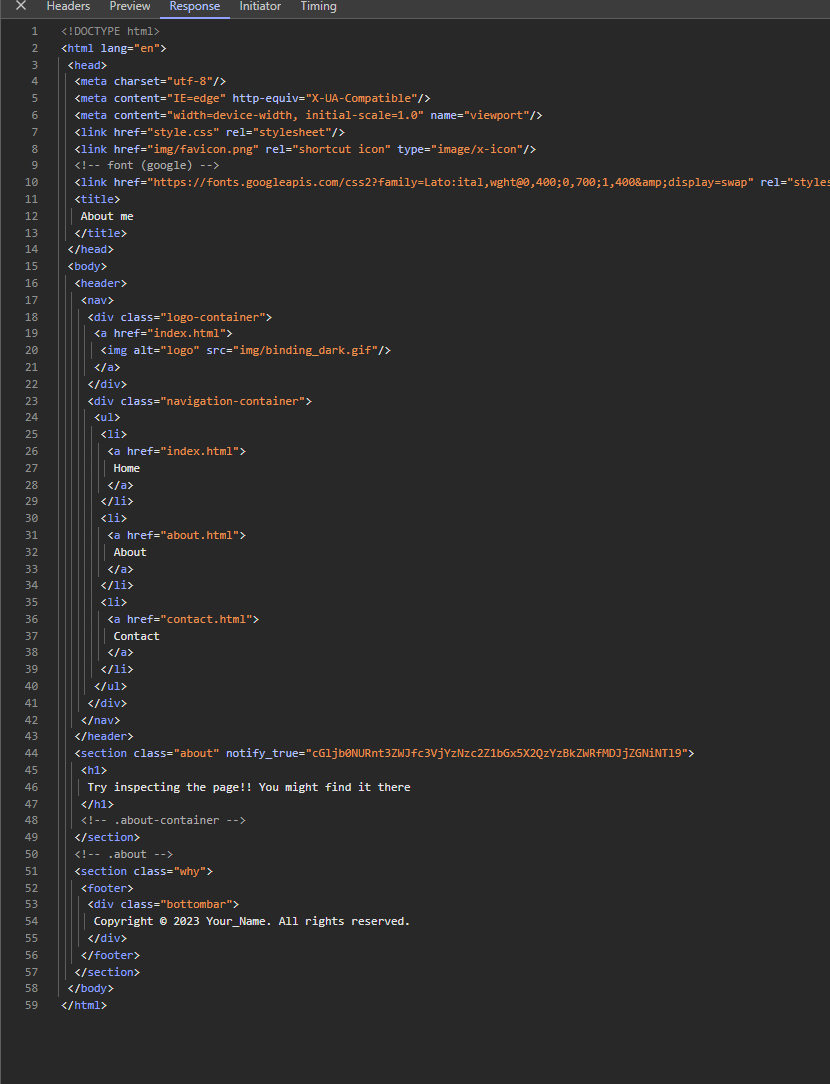 Headers Preview Response Initiator Timing
1 <!DOCTYPE html>
2 <html lang="en">
3 <head>
4 <meta charset="utf-8"/>
5 <meta content="IE=edge" http-equiv="X-UA-Compatible"/>
6 <meta content="width=device-width, initial-scale=1.0" name="viewport"/>
7 <link href="style.css" rel="stylesheet"/>
8 <link href="img/favicon.png" rel="shortcut icon" type="image/x-icon"/>
9 <!-- font (google) -->
10 <link href="https://fonts.googleapis.com/css2?family=Lato:ital,wght@0,400;0,700;1,400&amp;display=swap" rel="styles
11 <title>
12 About me
13 </title>
14 </head>
15 <body>
16 <header>
17 <nav>
18 <div class="logo-container">
19 <a href="index.html">
20 <img alt="logo" src="img/binding_dark.gif"/>
21 </a>
22 </div>
23 <div class="navigation-container">
24 <ul>
25 <li>
26 <a href="index.html">
27 Home
28 </a>
29 </li>
30 <li>
31 <a href="about.html">
32 About
33 </a>
34 </li>
35 <li>
36 <a href="contact.html">
37 Contact
38 </a>
39 </li>
40 </ul>
41 </div>
42 </nav>
43 </header>
44 <section class="about" notify_true="cGljb0NURnt3ZWJfc3VjYzNzc2Z1bGx5X2QzYzBkZWRfMDJjZGNiNTl9">
45 <h1>
46 Try inspecting the page!! You might find it there
47 </h1>
48 <!-- .about-container -->
49 </section>
50 <!-- .about -->
51 <section class="why">
52 <footer>
53 <div class="bottombar">
54 Copyright © 2023 Your_Name. All rights reserved.
55 </div>
56 </footer>
57 </section>
58 </body>
59 </html>